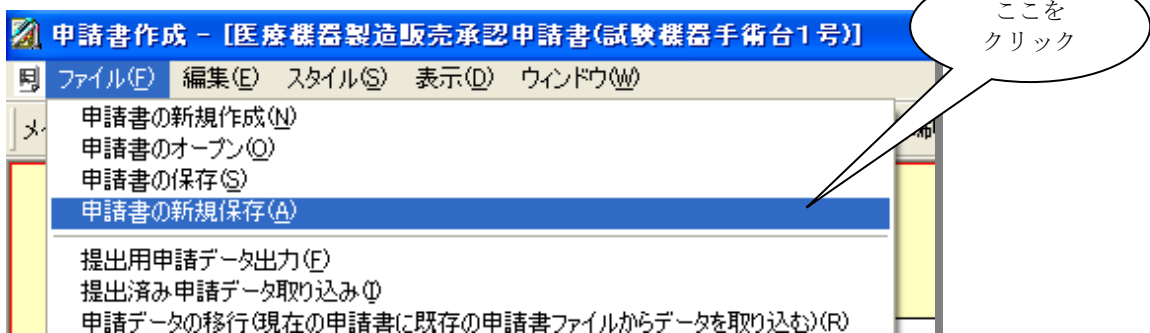 ここを
クリック
申請書作成 - [医療機器製造販売承認申請書(試験機器手術台1号)]
ファイル(F) 編集(E) スタイル(S) 表示(D) ウィンドウ(W)
申請書の新規作成(N)
申請書のオープン(O)
申請書の保存(S)
申請書の新規保存(A)
提出用申請データ出力(F)
提出済み申請データ取り込み(I)
申請データの移行(現在の申請書に既存の申請書ファイルからデータを取り込む)(R)